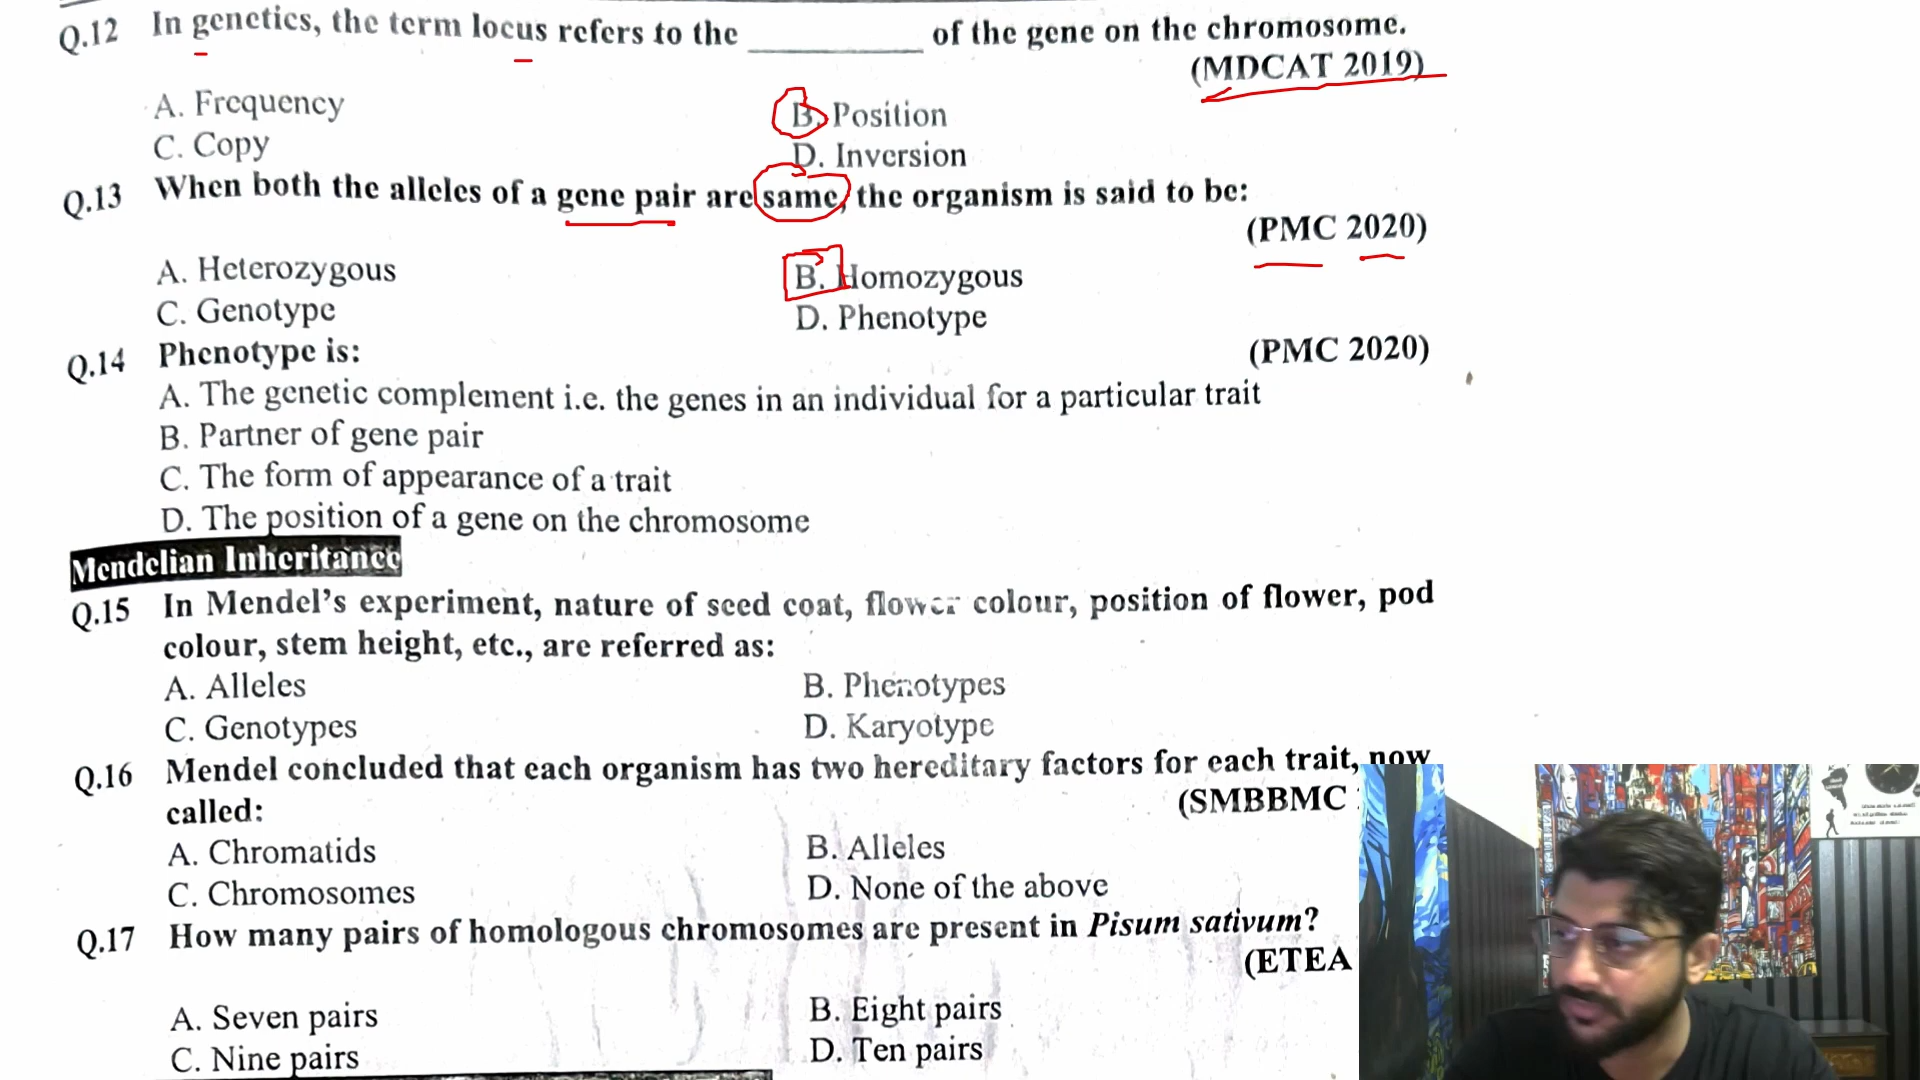 Q.12 In genetics, the term locus refers to the __________ of the gene on the chromosome.
(MDCAT 2019)
A. Frequency B. Position
C. Copy D. Inversion
Q.13 When both the alleles of a gene pair are same, the organism is said to be:
(PMC 2020)
A. Heterozygous B. Homozygous
C. Genotype D. Phenotype
Q.14 Phenotype is: (PMC 2020)
A. The genetic complement i.e. the genes in an individual for a particular trait
B. Partner of gene pair
C. The form of appearance of a trait
D. The position of a gene on the chromosome
Mendelian Inheritance
Q.15 In Mendel's experiment, nature of seed coat, flower colour, position of flower, pod
colour, stem height, etc., are referred as:
A. Alleles B. Phenotypes
C. Genotypes D. Karyotype
Q.16 Mendel concluded that each organism has two hereditary factors for each trait, now
called: (SMBBMC
A. Chromatids B. Alleles
C. Chromosomes D. None of the above
Q.17 How many pairs of homologous chromosomes are present in Pisum sativum?
(ETEA
A. Seven pairs B. Eight pairs
C. Nine pairs D. Ten pairs